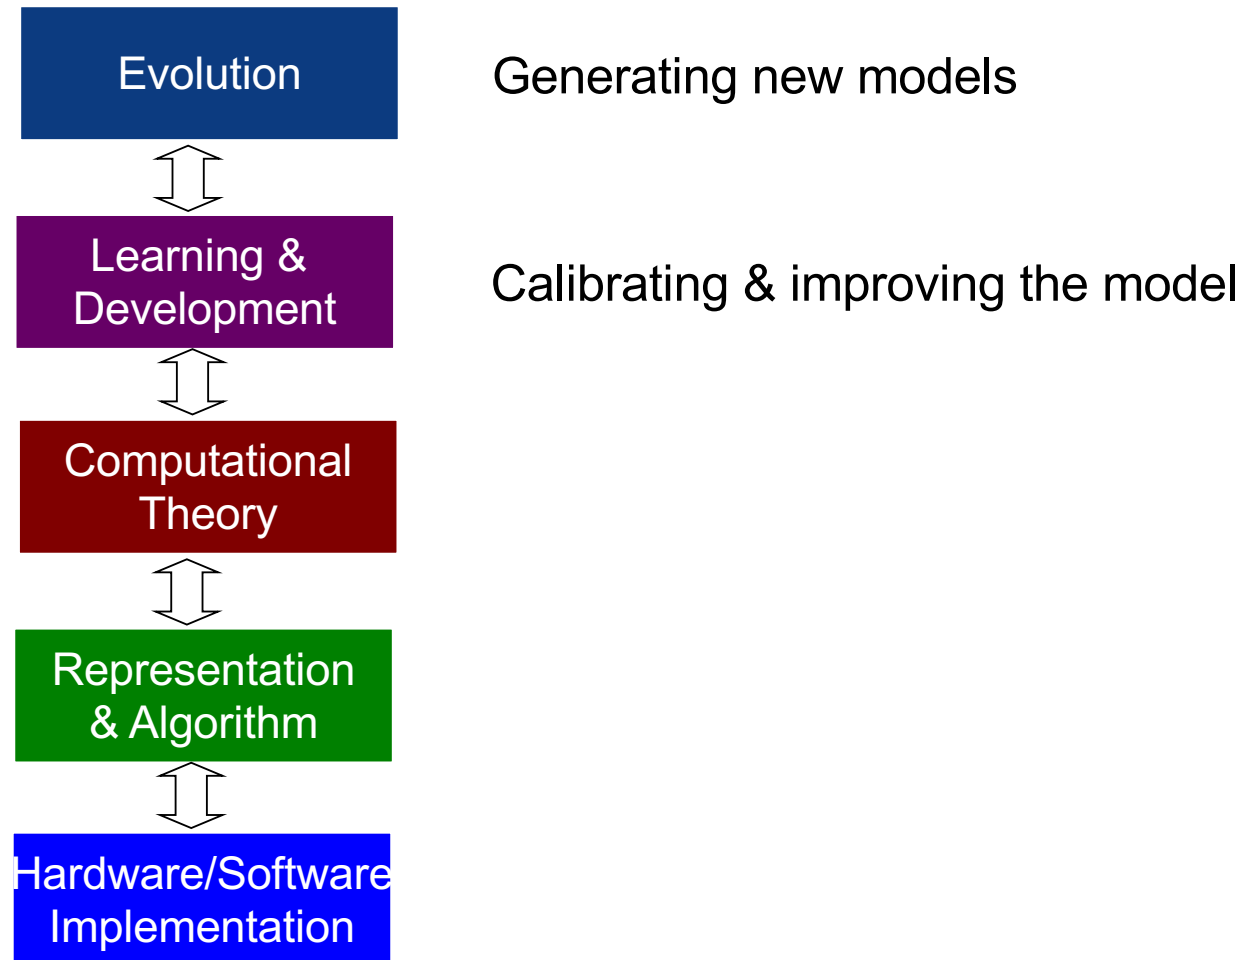 Evolution
Generating new models
Learning &
Development
Calibrating & improving the model
Computational
Theory
Representation
& Algorithm
Hardware/Software
Implementation